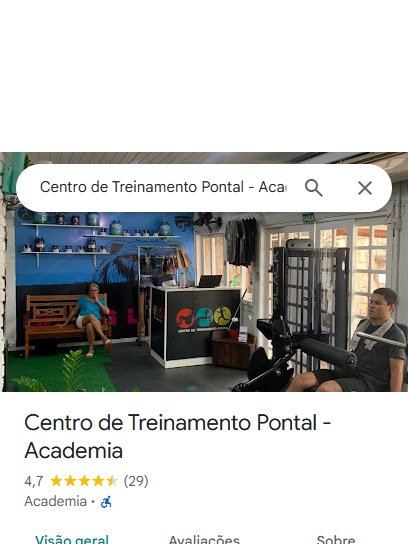 Centro de Treinamento Pontal - Aca
CENTRO DE TREINAMENTO PONTAL
Centro de Treinamento Pontal -
Academia
4,7 (29)
Academia ·
Visão geral Avaliações Sobre